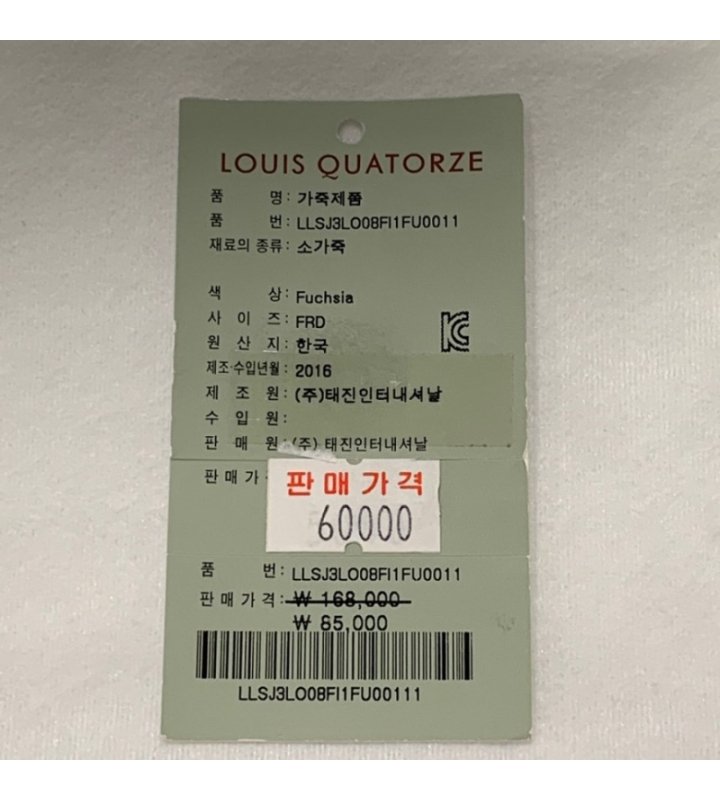 LOUIS QUATORZE
품 명: 가죽제품
품 번: LLSJ3LO08FI1FU0011
재료의 종류: 소가죽
색 상: Fuchsia
사 이 즈: FRD
원 산 지: 한국
제조·수입년월: 2016
제 조 원: (주)태진인터내셔날
수 입 원:
판 매 원: (주) 태진인터내셔날
판 매 가
판매가격
60000
품 번: LLSJ3LO08FI1FU0011
판 매 가 격: ₩ 168,000
₩ 85,000
LLSJ3LO08FI1FU00111